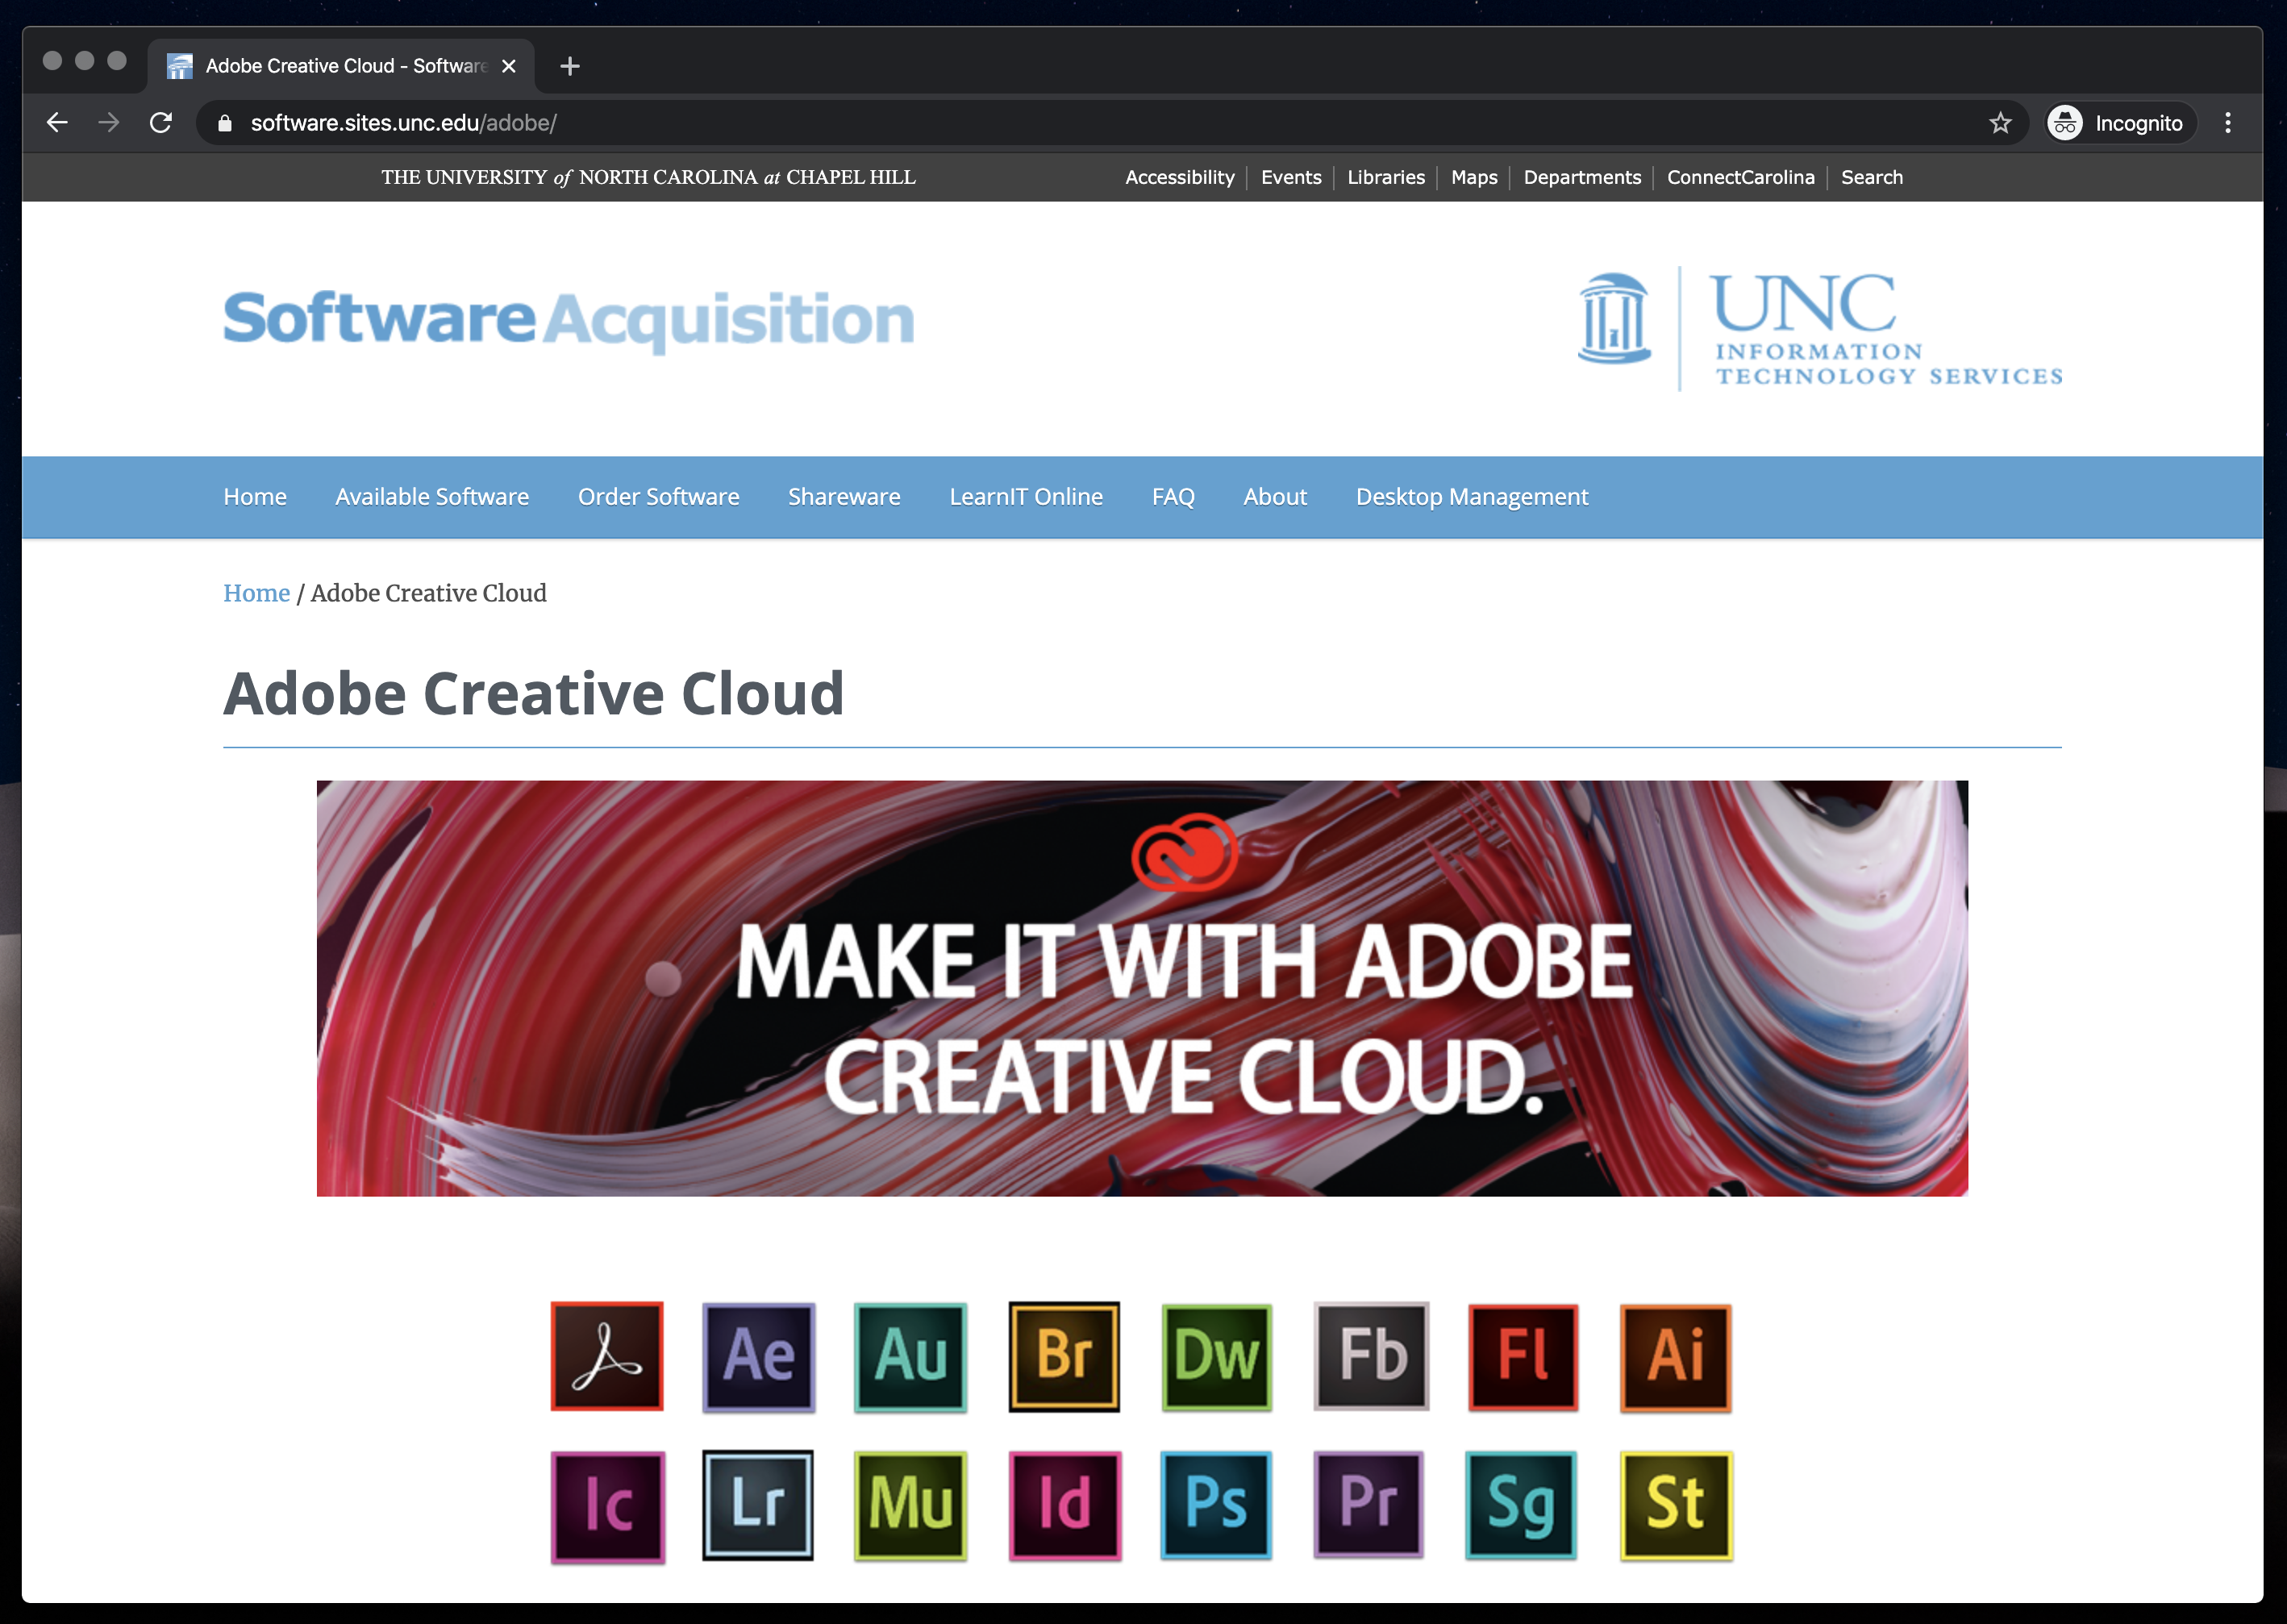 Adobe Creative Cloud - Software
software.sites.unc.edu/adobe/
Incognito
THE UNIVERSITY of NORTH CAROLINA at CHAPEL HILL
Accessibility Events Libraries Maps Departments ConnectCarolina Search
Software Acquisition
UNC
INFORMATION
TECHNOLOGY SERVICES
Home Available Software Order Software Shareware LearnIT Online FAQ About Desktop Management
Home / Adobe Creative Cloud
Adobe Creative Cloud
MAKE IT WITH ADOBE
CREATIVE CLOUD.
Ae Au Br Dw Fb Fl Ai
Ic Lr Mu Id Ps Pr Sg St